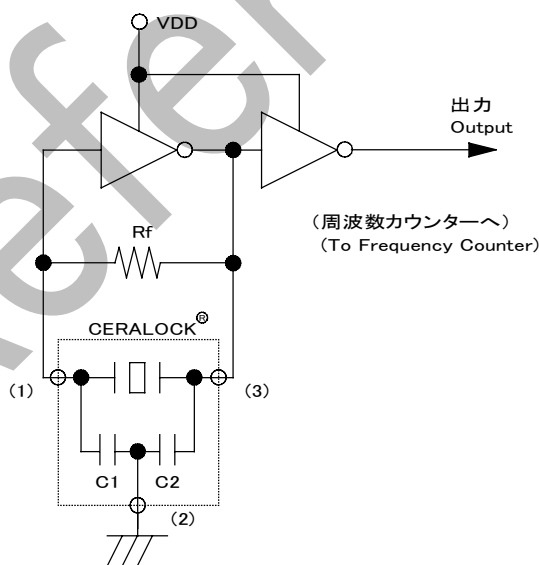 VDD
出力
Output
(周波数カウンターへ)
(To Frequency Counter)
Rf
CERALOCK®
(1)
(3)
C1
C2
(2)